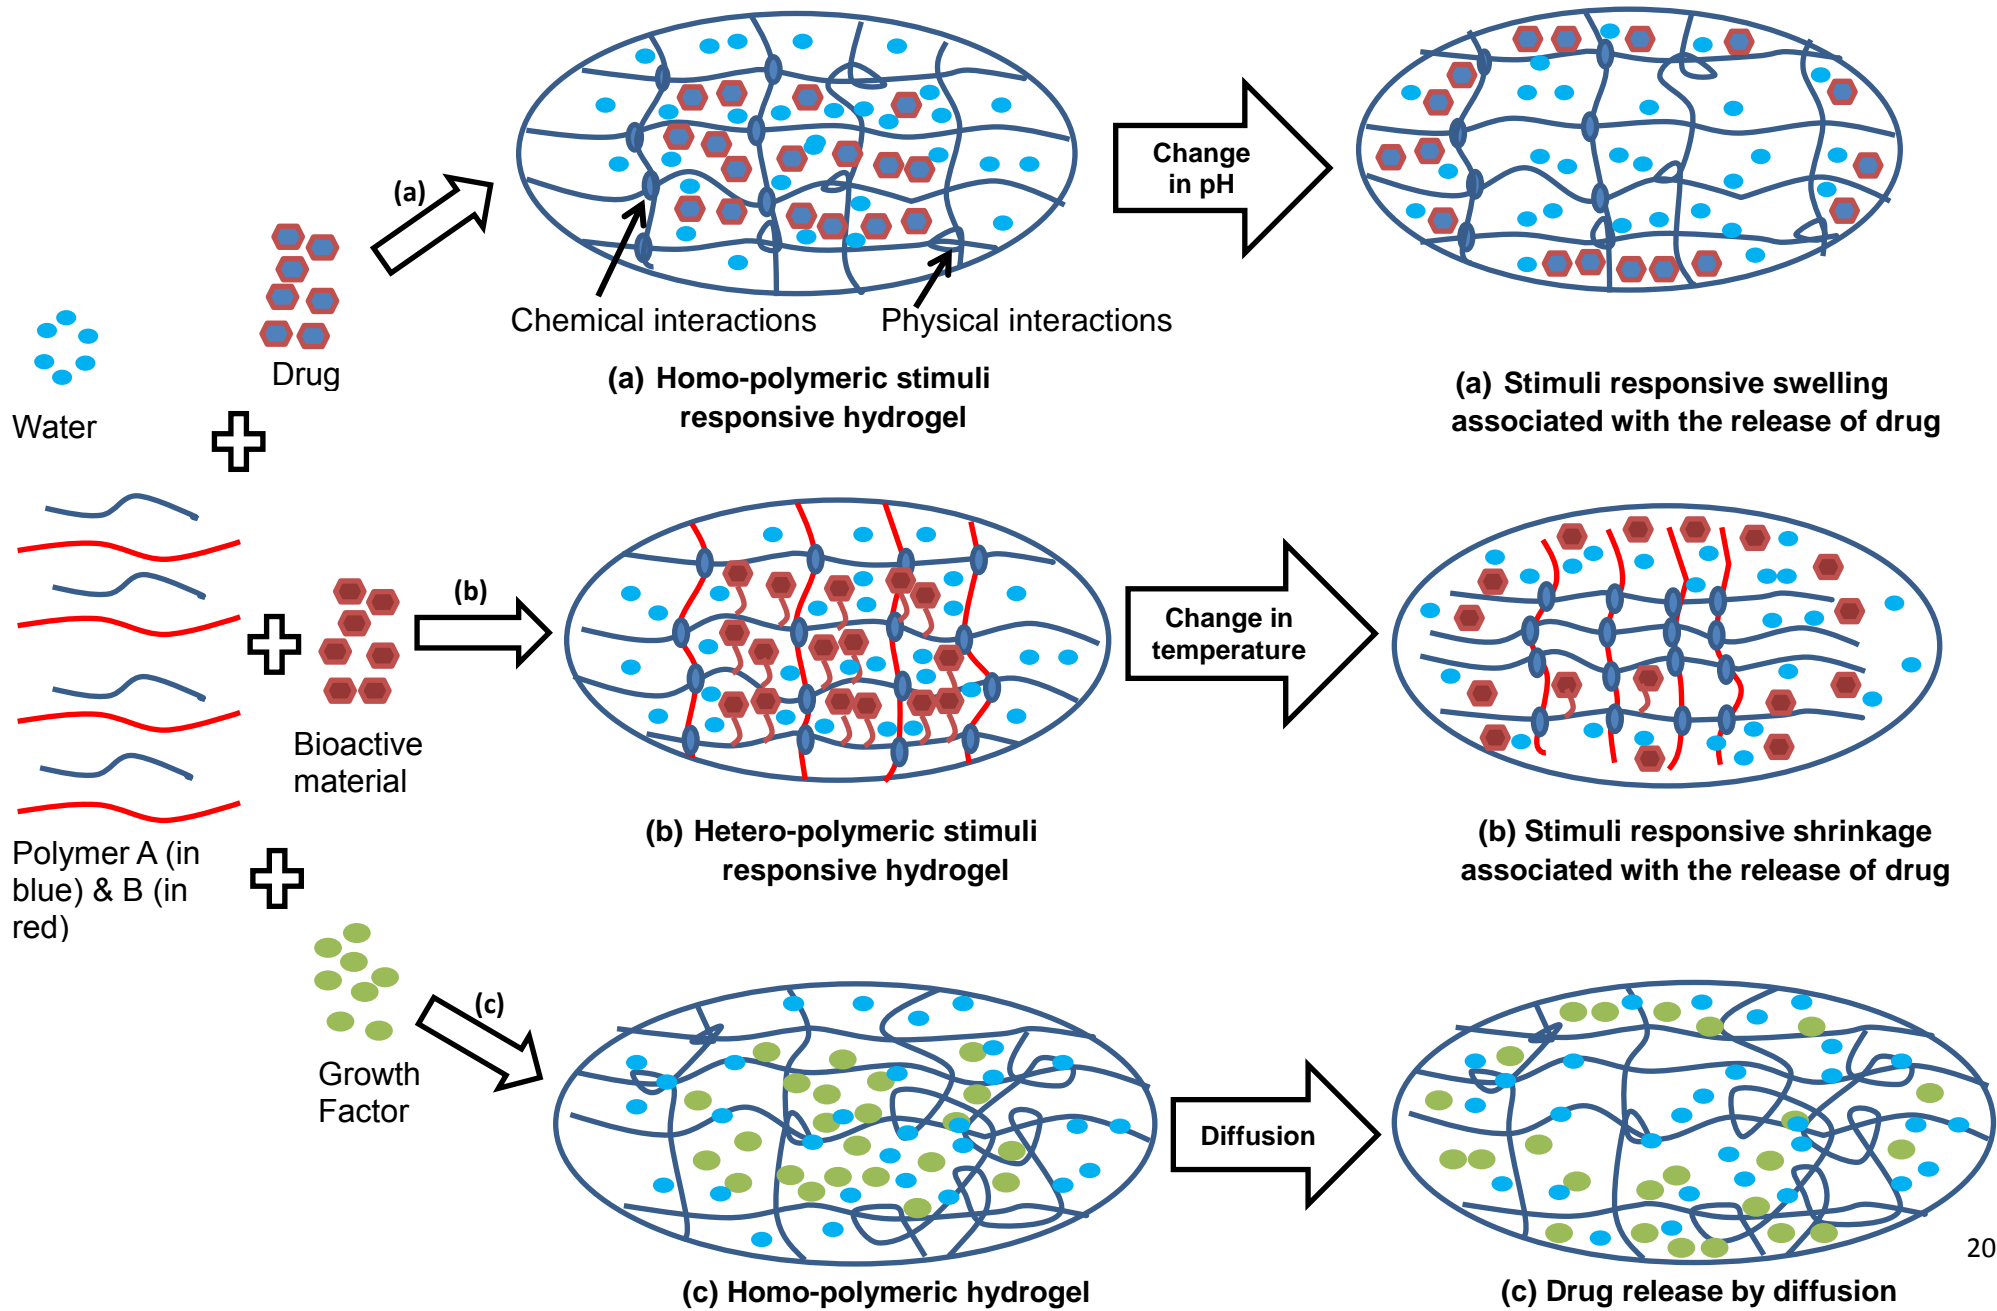 Water
Drug
Polymer A (in
blue) & B (in
red)
Bioactive
material
Growth
Factor
(a)
Chemical interactions
Physical interactions
(a) Homo-polymeric stimuli
responsive hydrogel
Change
in pH
(a) Stimuli responsive swelling
associated with the release of drug
(b)
(b) Hetero-polymeric stimuli
responsive hydrogel
Change in
temperature
(b) Stimuli responsive shrinkage
associated with the release of drug
(c)
(c) Homo-polymeric hydrogel
Diffusion
(c) Drug release by diffusion
20